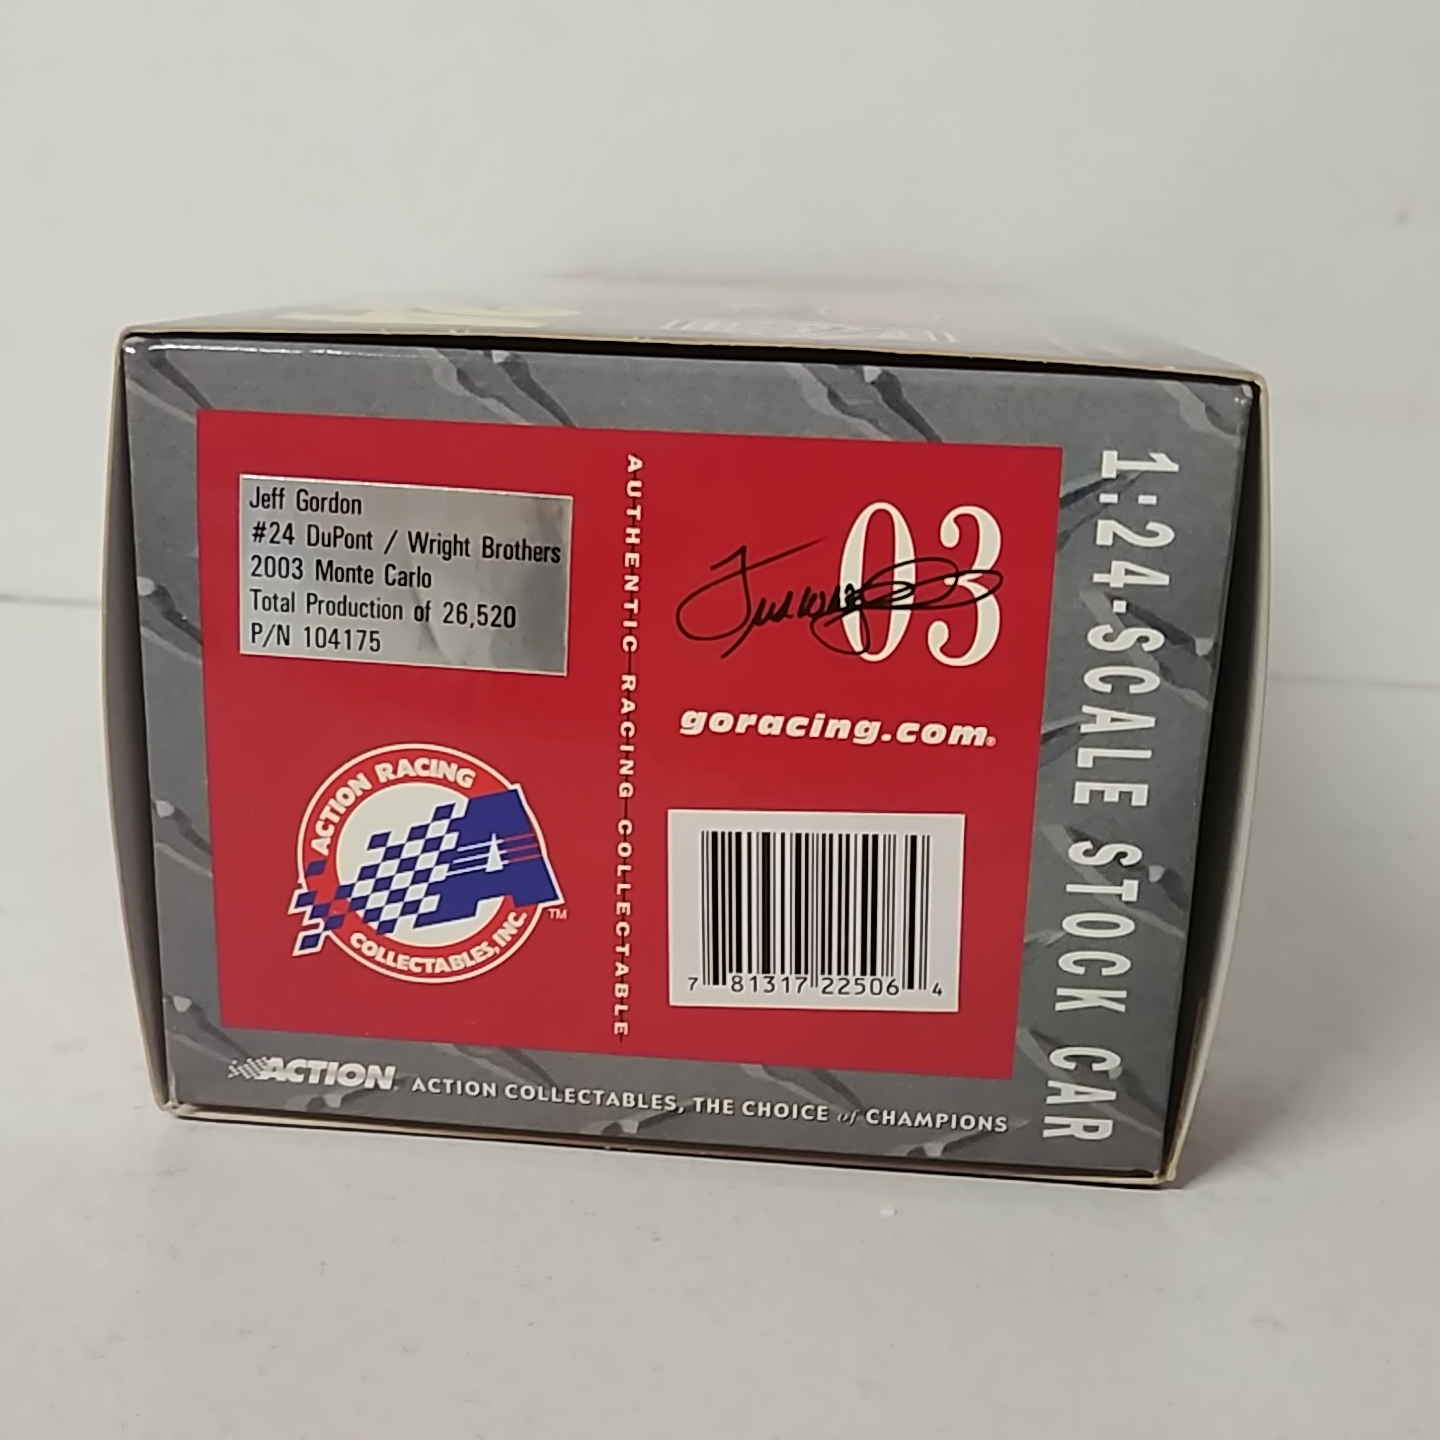 Jeff Gordon
#24 DuPont / Wright Brothers
2003 Monte Carlo
Total Production of 26,520
P/N 104175
AUTHENTIC RACING COLLECTABLE
03
goracing.com®
ACTION RACING
COLLECTABLES, INC.
TM
7 81317 22506 4
1:24-SCALE STOCK CAR
ACTION. ACTION COLLECTABLES, THE CHOICE of CHAMPIONS